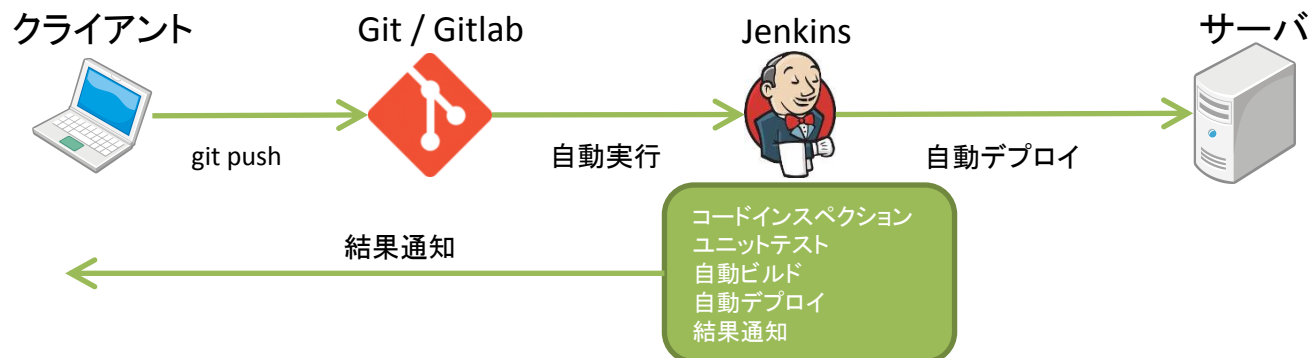 クライアント
Git / Gitlab
Jenkins
サーバ
git push
自動実行
自動デプロイ
結果通知
コードインスペクション
ユニットテスト
自動ビルド
自動デプロイ
結果通知